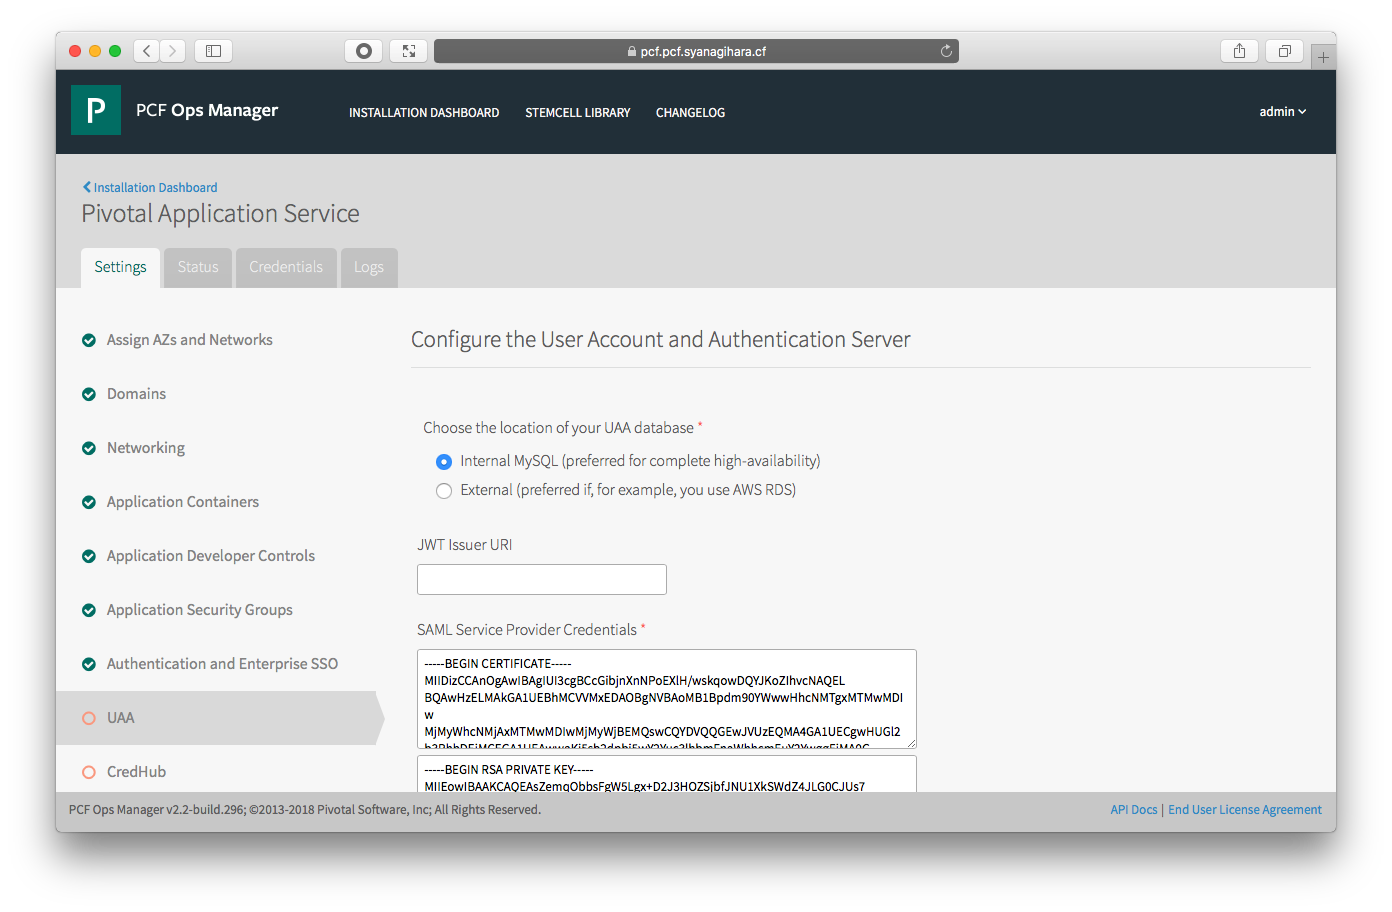 pcf.pcf.syanagihara.cf
P
PCF Ops Manager
INSTALLATION DASHBOARD
STEMCELL LIBRARY
CHANGELOG
admin
Installation Dashboard
Pivotal Application Service
Settings
Status
Credentials
Logs
Assign AZs and Networks
Domains
Networking
Application Containers
Application Developer Controls
Application Security Groups
Authentication and Enterprise SSO
UAA
CredHub
Configure the User Account and Authentication Server
Choose the location of your UAA database *
Internal MySQL (preferred for complete high-availability)
External (preferred if, for example, you use AWS RDS)
JWT Issuer URI
SAML Service Provider Credentials *
-----BEGIN CERTIFICATE-----
MIIDizCCAnOgAwIBAgIUI3cgBCcGibjnXnNPoEXlH/wskqowDQYJKoZIhvcNAQEL
BQAwHzELMAkGA1UEBhMCVVMxEDAOBgNVBAoMB1Bpdm90YWwwHhcNMTgxMTMwMDI
w
MjMyWhcNMjAxMTMwMDIwMjMyWjBEMQswCQYDVQQGEwJVUzEQMA4GA1UECgwHUGl2
-----BEGIN RSA PRIVATE KEY-----
PCF Ops Manager v2.2-build.296; ©2013-2018 Pivotal Software, Inc; All Rights Reserved.
API Docs | End User License Agreement